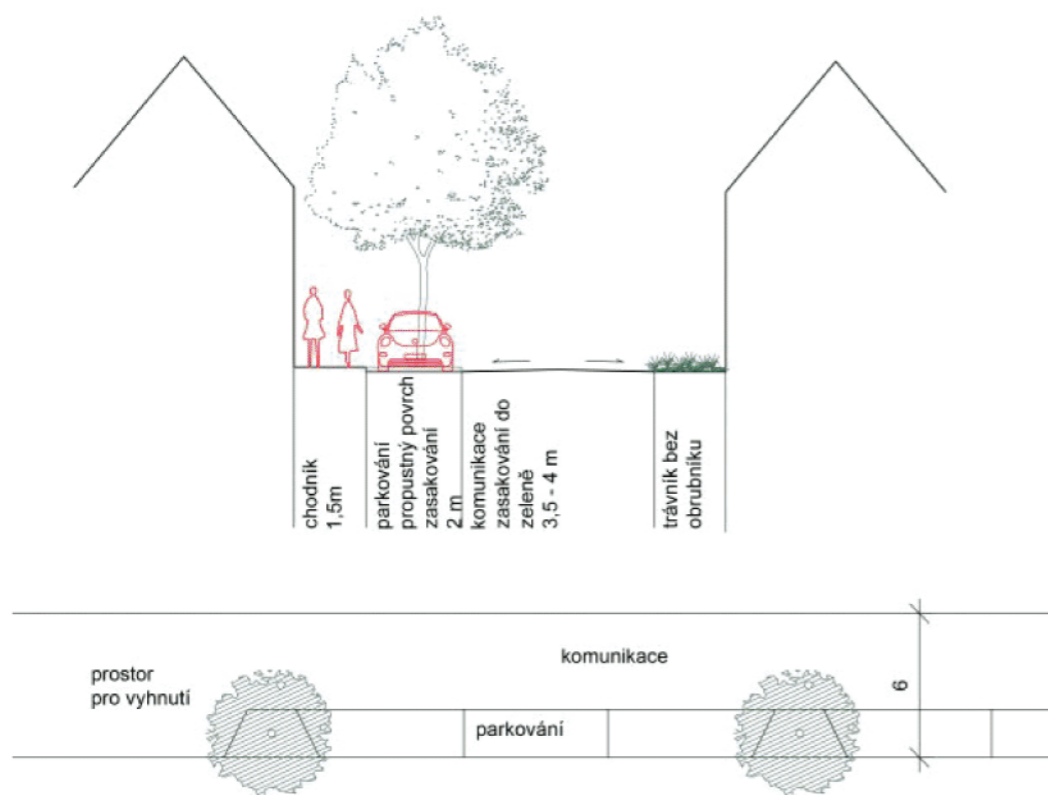 chodník
1,5m
parkování
propustný povrch
zasakování
2 m
komunikace
zasakování do
zeleně
3,5 - 4 m
trávník bez
obrubníku
komunikace
prostor
pro vyhnutí
6
parkování